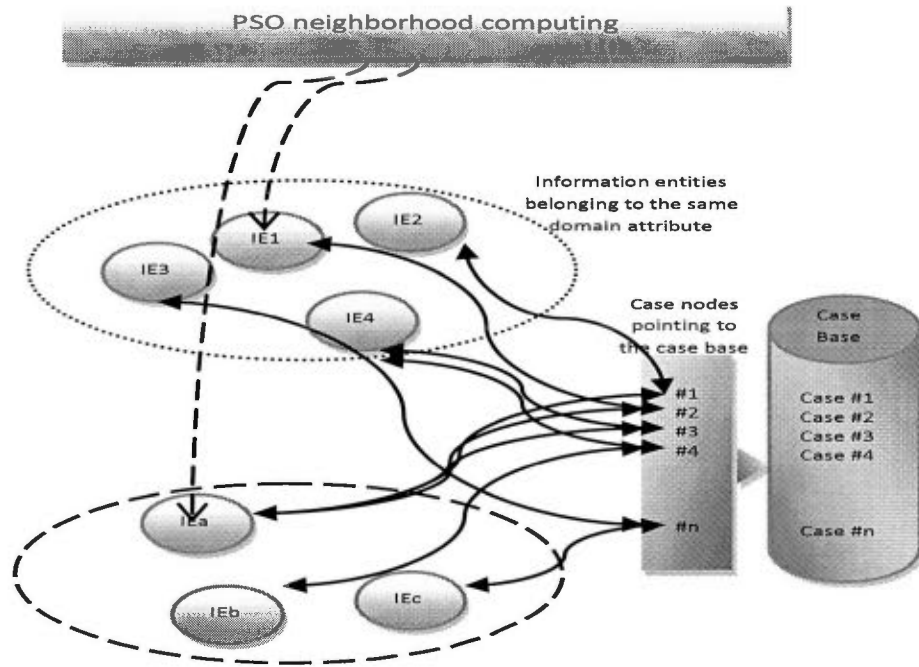 PSO neighborhood computing
Information entities
belonging to the same
domain attribute
IE2
IE1
IE3
IE4
Case nodes
pointing to
the case base
Case
Base
#1
#2
#3
#4
#n
Case #1
Case #2
Case #3
Case #4
Case #n
IEa
IEb
IEc